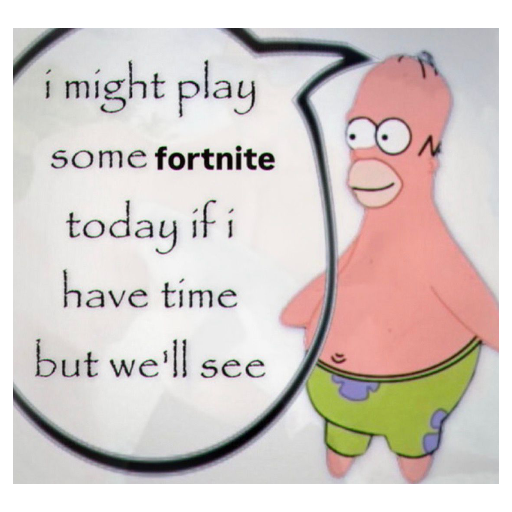 i might play
some fortnite
today if i
have time
but we'll see